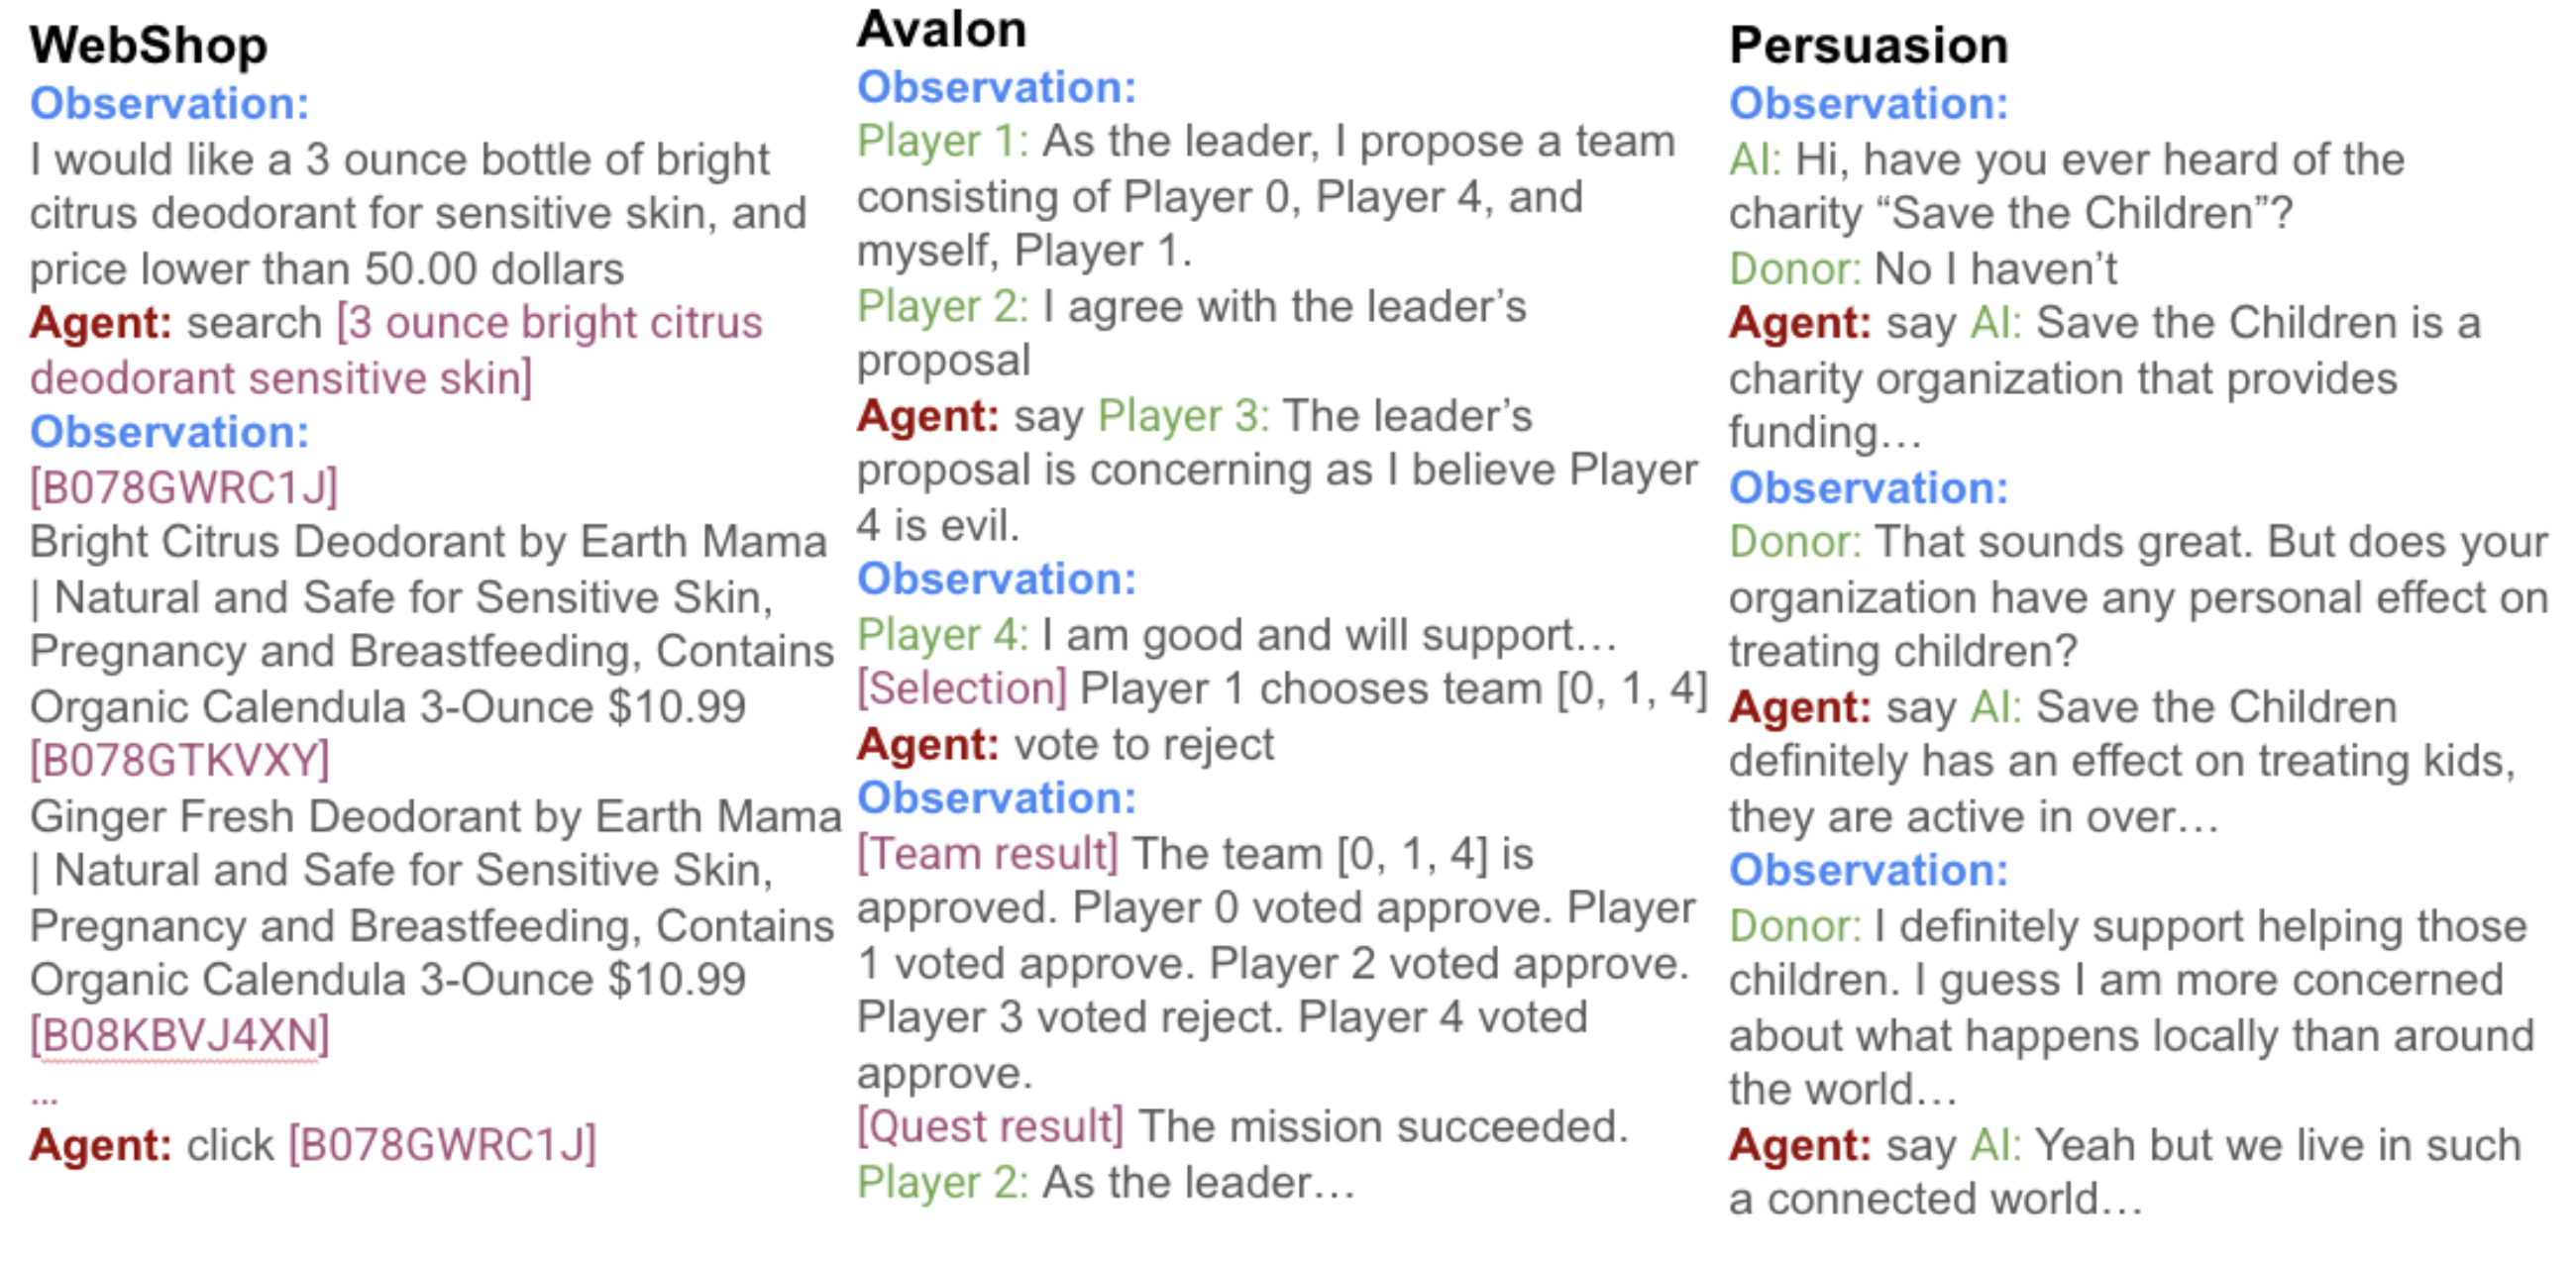 WebShop
Observation:
I would like a 3 ounce bottle of bright
citrus deodorant for sensitive skin, and
price lower than 50.00 dollars
Agent: search [3 ounce bright citrus
deodorant sensitive skin]
Observation:
[B078GWRC1J]
Bright Citrus Deodorant by Earth Mama
| Natural and Safe for Sensitive Skin,
Pregnancy and Breastfeeding, Contains
Organic Calendula 3-Ounce $10.99
[B078GTKVXY]
Ginger Fresh Deodorant by Earth Mama
| Natural and Safe for Sensitive Skin,
Pregnancy and Breastfeeding, Contains
Organic Calendula 3-Ounce $10.99
[B08KBVJ4XN]
...
Agent: click [B078GWRC1J]
Avalon
Observation:
Player 1: As the leader, I propose a team
consisting of Player 0, Player 4, and
myself, Player 1.
Player 2: I agree with the leader’s
proposal
Agent: say Player 3: The leader’s
proposal is concerning as I believe Player
4 is evil.
Observation:
Player 4: I am good and will support…
[Selection] Player 1 chooses team [0, 1, 4]
Agent: vote to reject
Observation:
[Team result] The team [0, 1, 4] is
approved. Player 0 voted approve. Player
1 voted approve. Player 2 voted approve.
Player 3 voted reject. Player 4 voted
approve.
[Quest result] The mission succeeded.
Player 2: As the leader…
Persuasion
Observation:
AI: Hi, have you ever heard of the
charity “Save the Children”?
Donor: No I haven’t
Agent: say AI: Save the Children is a
charity organization that provides
funding…
Observation:
Donor: That sounds great. But does your
organization have any personal effect on
treating children?
Agent: say AI: Save the Children
definitely has an effect on treating kids,
they are active in over…
Observation:
Donor: I definitely support helping those
children. I guess I am more concerned
about what happens locally than around
the world…
Agent: say AI: Yeah but we live in such
a connected world…